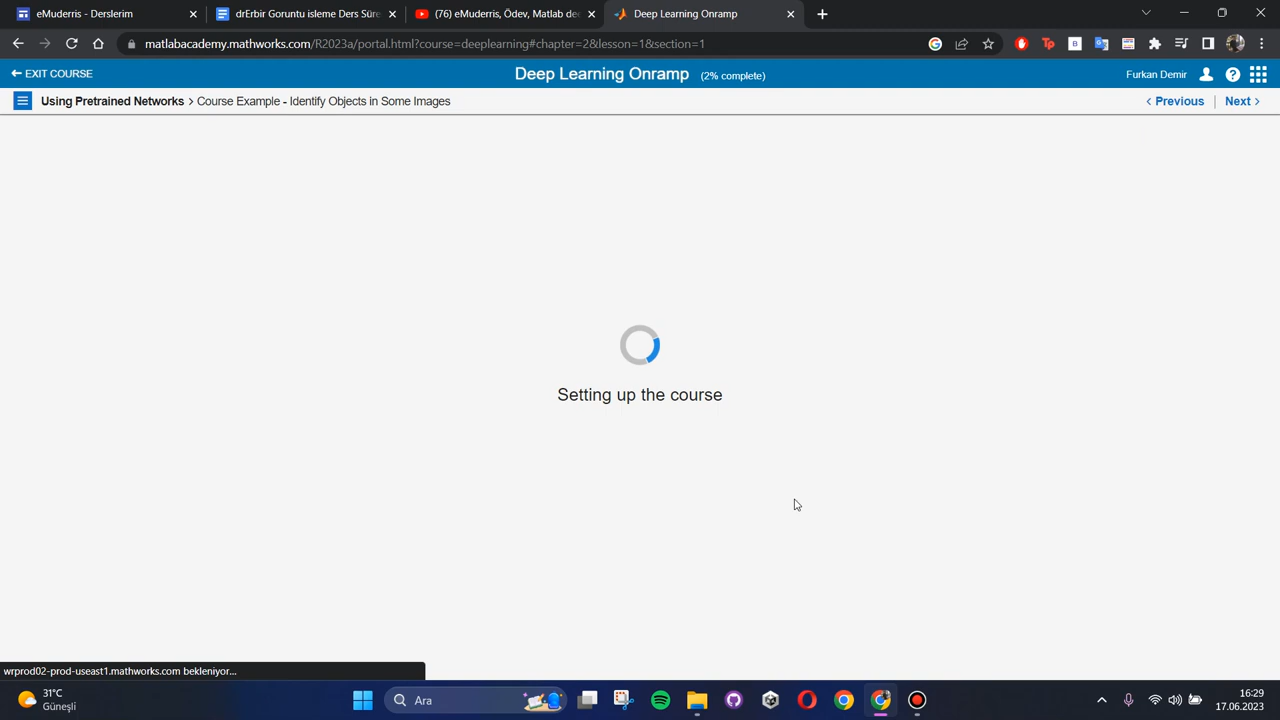 eMuderris - Derslerim
drErbir Goruntu isleme Ders Süre
(76) eMuderris, Ödev, Matlab de
Deep Learning Onramp
matlabacademy.mathworks.com/R2023a/portal.html?course=deeplearning#chapter=2&lesson=1&section=1
EXIT COURSE
Deep Learning Onramp (2% complete)
Furkan Demir
Using Pretrained Networks > Course Example - Identify Objects in Some Images
Previous
Next
Setting up the course
wrprod02-prod-useast1.mathworks.com bekleniyor...
31°C
Güneşli
Ara
16:29
17.06.2023